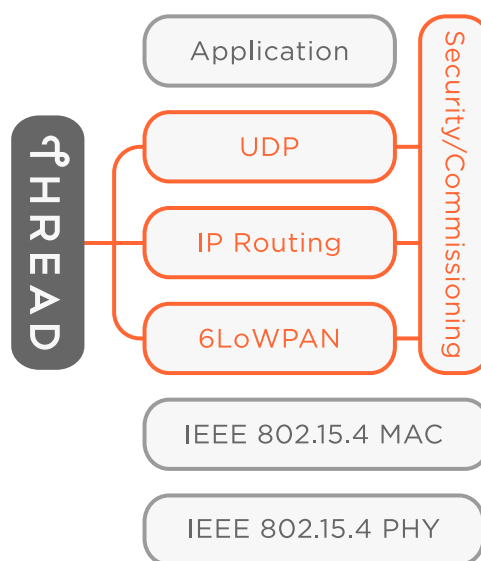 Application
UDP
IP Routing
6LoWPAN
IEEE 802.15.4 MAC
IEEE 802.15.4 PHY
THREAD
Security/Commissioning